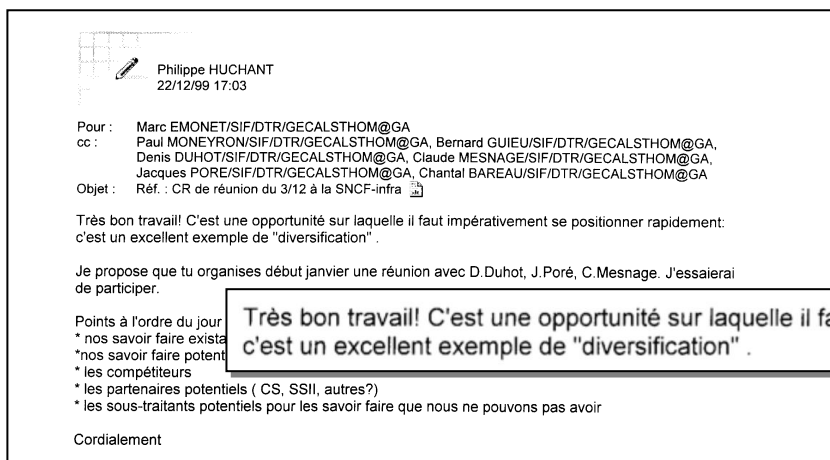 Philippe HUCHANT
22/12/99 17:03
Pour : Marc EMONET/SIF/DTR/GECALSTHOM@GA
cc : Paul MONEYRON/SIF/DTR/GECALSTHOM@GA, Bernard GUIEU/SIF/DTR/GECALSTHOM@GA,
Denis DUHOT/SIF/DTR/GECALSTHOM@GA, Claude MESNAGE/SIF/DTR/GECALSTHOM@GA,
Jacques PORE/SIF/DTR/GECALSTHOM@GA, Chantal BAREAU/SIF/DTR/GECALSTHOM@GA
Objet : Réf. : CR de réunion du 3/12 à la SNCF-infra
Très bon travail! C'est une opportunité sur laquelle il faut impérativement se positionner rapidement:
c'est un excellent exemple de "diversification" .
Je propose que tu organises début janvier une réunion avec D.Duhot, J.Poré, C.Mesnage. J'essaierai
de participer.
Points à l'ordre du jour
* nos savoir faire exista
*nos savoir faire potent
* les compétiteurs
* les partenaires potentiels ( CS, SSII, autres?)
* les sous-traitants potentiels pour les savoir faire que nous ne pouvons pas avoir
Cordialement
Très bon travail! C'est une opportunité sur laquelle il fa
c'est un excellent exemple de "diversification" .